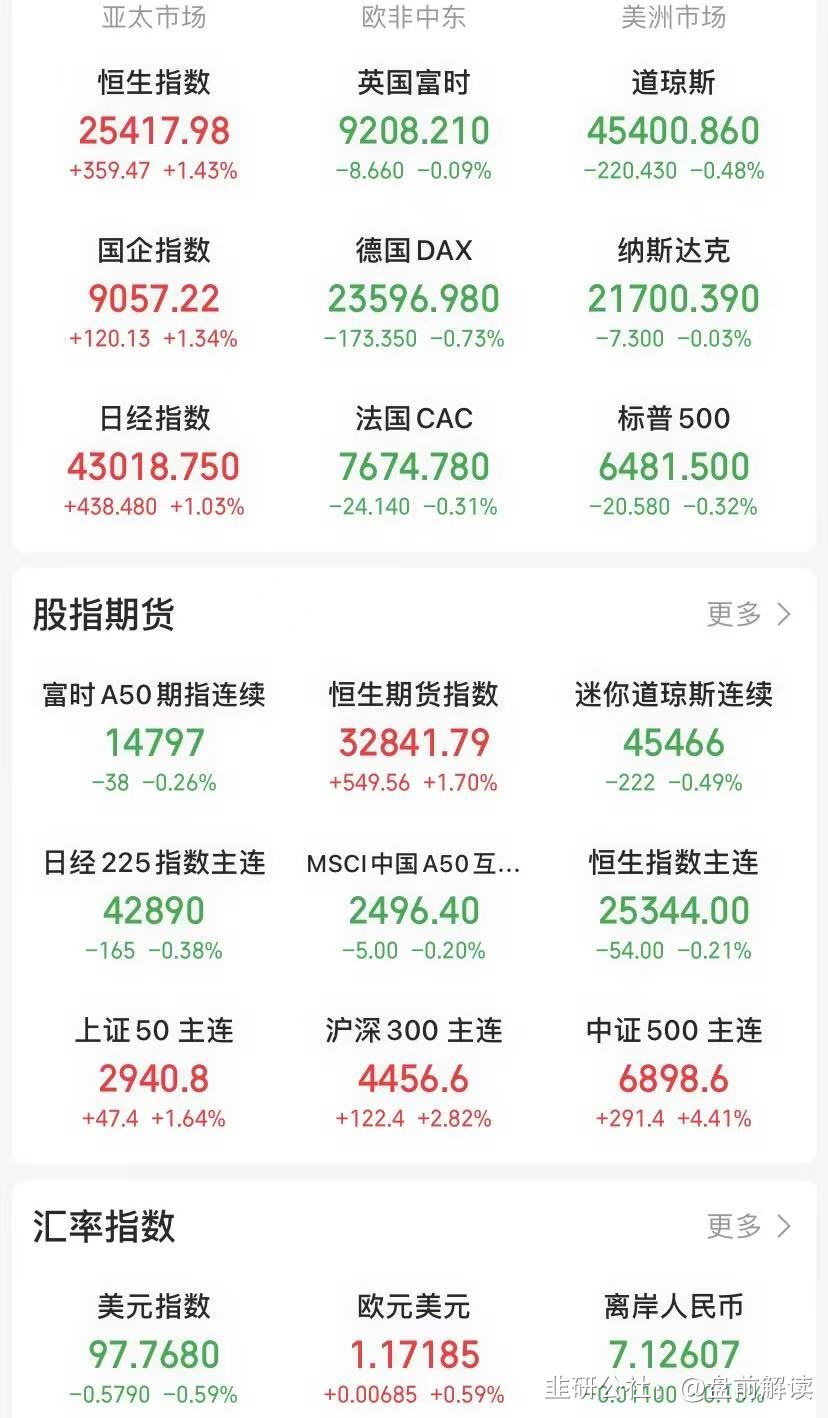 亚太市场 欧非中东 美洲市场
恒生指数 英国富时 道琼斯
25417.98 9208.210 45400.860
+359.47 +1.43% −8.660 −0.09% −220.430 −0.48%
国企指数 德国DAX 纳斯达克
9057.22 23596.980 21700.390
+120.13 +1.34% −173.350 −0.73% −7.300 −0.03%
日经指数 法国CAC 标普500
43018.750 7674.780 6481.500
+438.480 +1.03% −24.140 −0.31% −20.580 −0.32%
股指期货 更多
富时A50期指连续 恒生期货指数 迷你道琼斯连续
14797 32841.79 45466
−38 −0.26% +549.56 +1.70% −222 −0.49%
日经225指数主连 MSCI中国A50互... 恒生指数主连
42890 2496.40 25344.00
−165 −0.38% −5.00 −0.20% −54.00 −0.21%
上证50 主连 沪深300 主连 中证500 主连
2940.8 4456.6 6898.6
+47.4 +1.64% +122.4 +2.82% +291.4 +4.41%
汇率指数 更多
美元指数 欧元美元 离岸人民币
97.7680 1.17185 7.12607
−0.5790 −0.59% +0.00685 +0.59%
韭研公社 @盘前解读